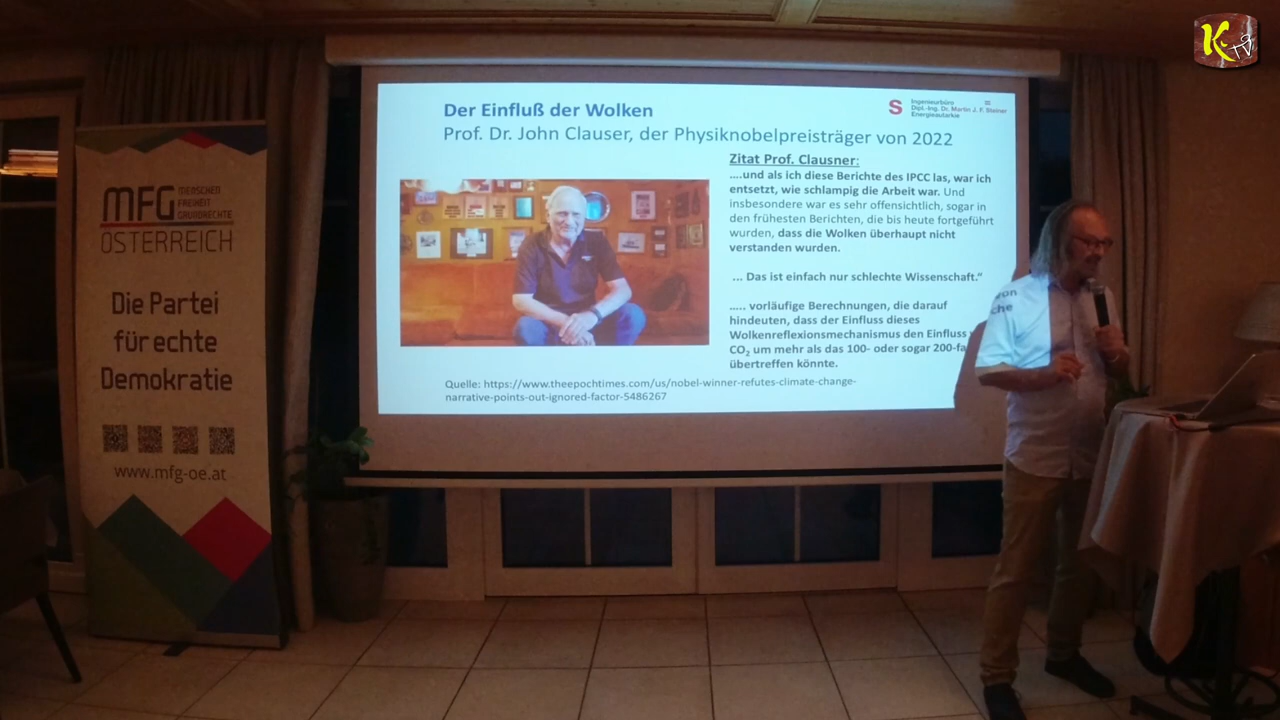 K
TV
MFG MENSCHEN
FREIHEIT
GRUNDRECHTE
ÖSTERREICH
Die Partei
für echte
Demokratie
www.mfg-oe.at
Der Einfluß der Wolken
Prof. Dr. John Clauser, der Physiknobelpreisträger von 2022
S
Ingenieurbüro
Dipl.-Ing. Dr. Martin J. F. Steiner
Energieautarkie
Zitat Prof. Clausner:
....und als ich diese Berichte des IPCC las, war ich
entsetzt, wie schlampig die Arbeit war. Und
insbesondere war es sehr offensichtlich, sogar in
den frühesten Berichten, die bis heute fortgeführt
wurden, dass die Wolken überhaupt nicht
verstanden wurden.
... Das ist einfach nur schlechte Wissenschaft.“
..... vorläufige Berechnungen, die darauf
hindeuten, dass der Einfluss dieses
Wolkenreflexionsmechanismus den Einfluss von
CO₂ um mehr als das 100- oder sogar 200-fache
übertreffen könnte.
Quelle: https://www.theepochtimes.com/us/nobel-winner-refutes-climate-change-
narrative-points-out-ignored-factor-5486267